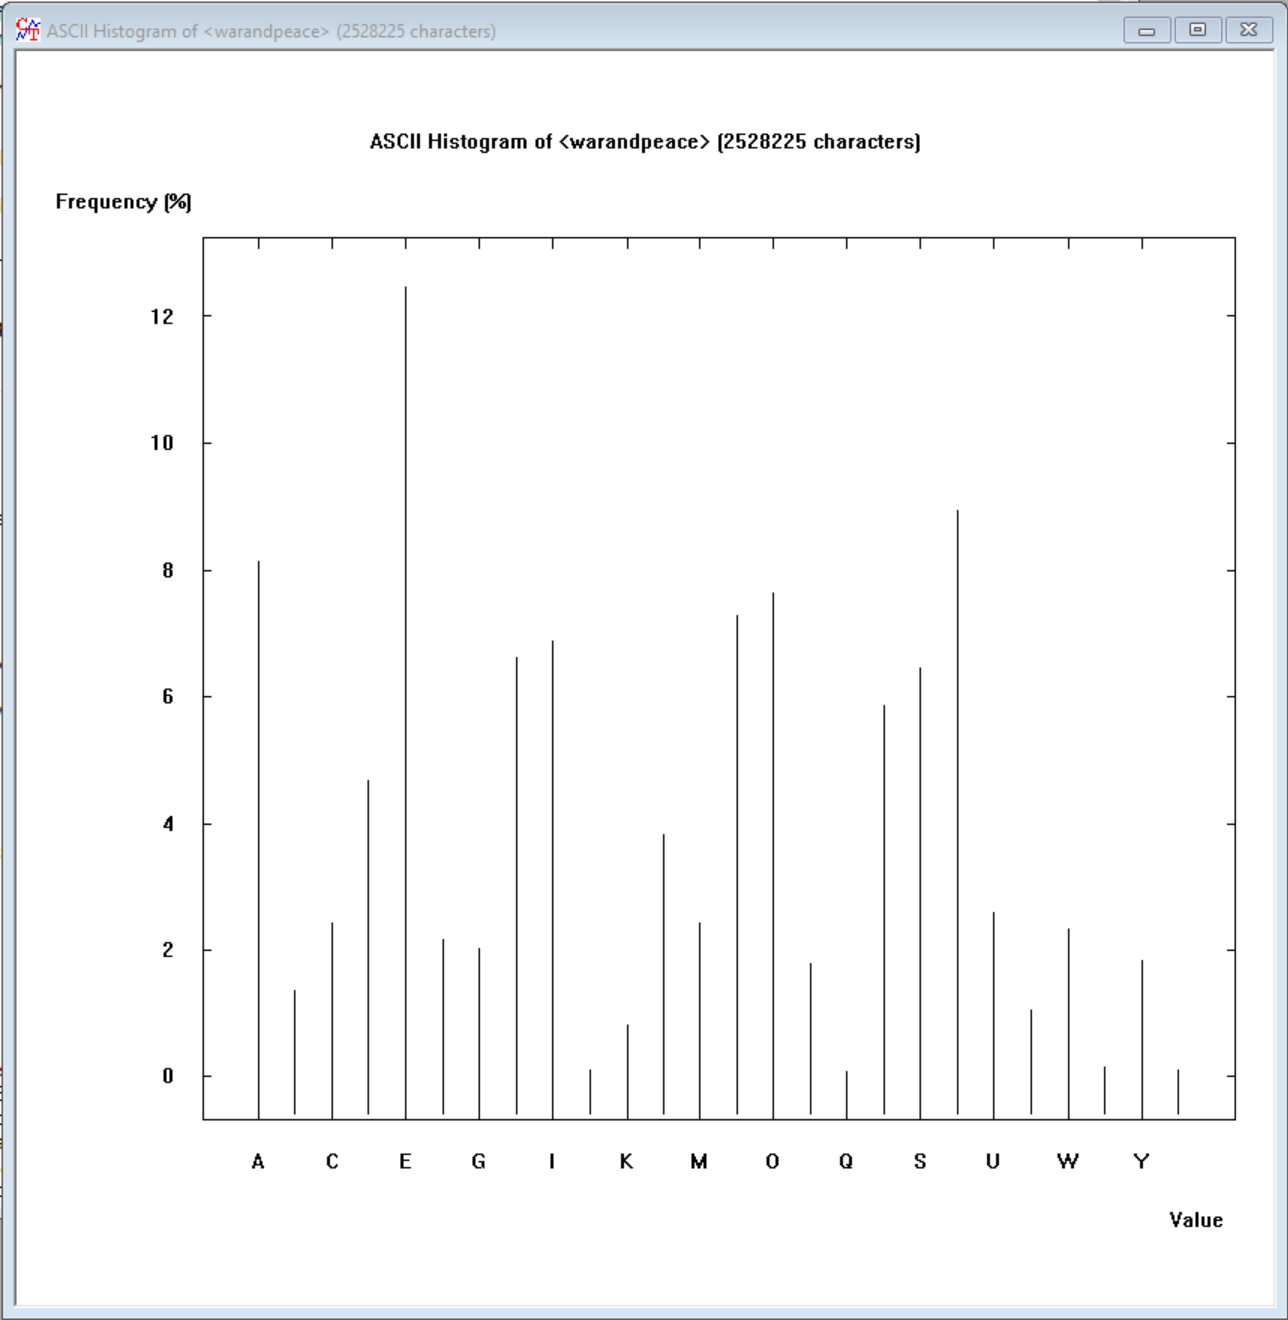 ASCII Histogram of <warandpeace> (2528225 characters)
ASCII Histogram of <warandpeace> (2528225 characters)
Frequency (%)
12
10
8
6
4
2
0
A C E G I K M O Q S U W Y
Value